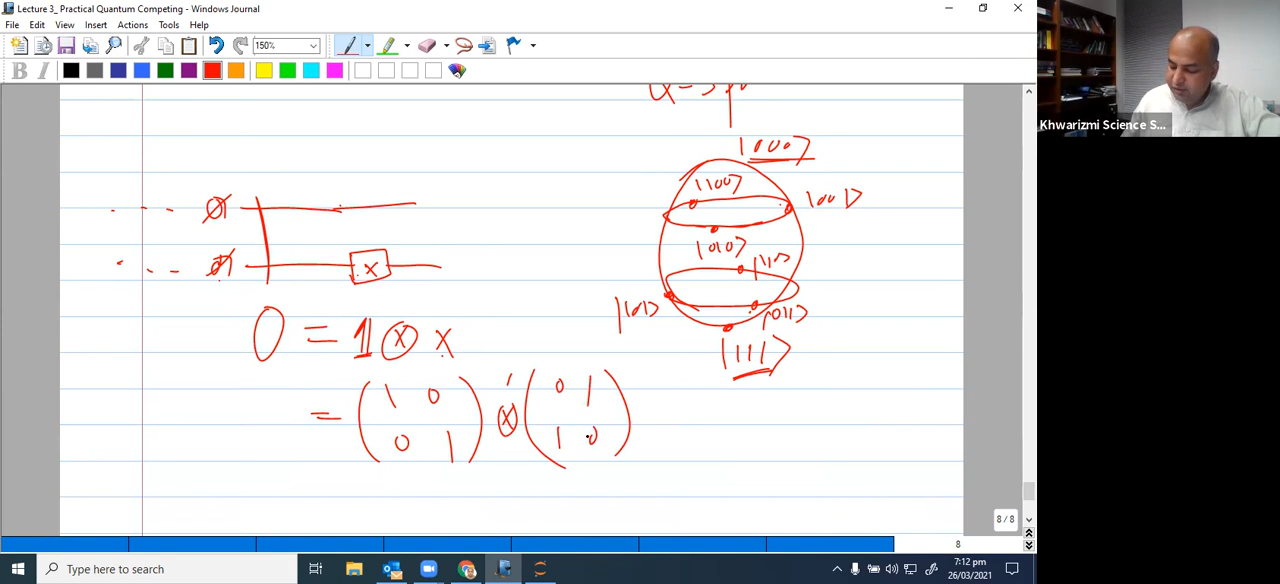 Lecture 3_ Practical Quantum Competing - Windows Journal
File Edit View Insert Actions Tools Help
150%
B I
Khwarizmi Science S...
|000⟩
|100⟩ |001⟩
|010⟩
|110⟩
|101⟩ |011⟩
|111⟩
X
O = 1 ⊗ X
= ( 1 0 ) ⊗ ( 0 1 )
( 0 1 ) ( 1 0 )
8 / 8
8
Type here to search
7:12 pm
26/03/2021